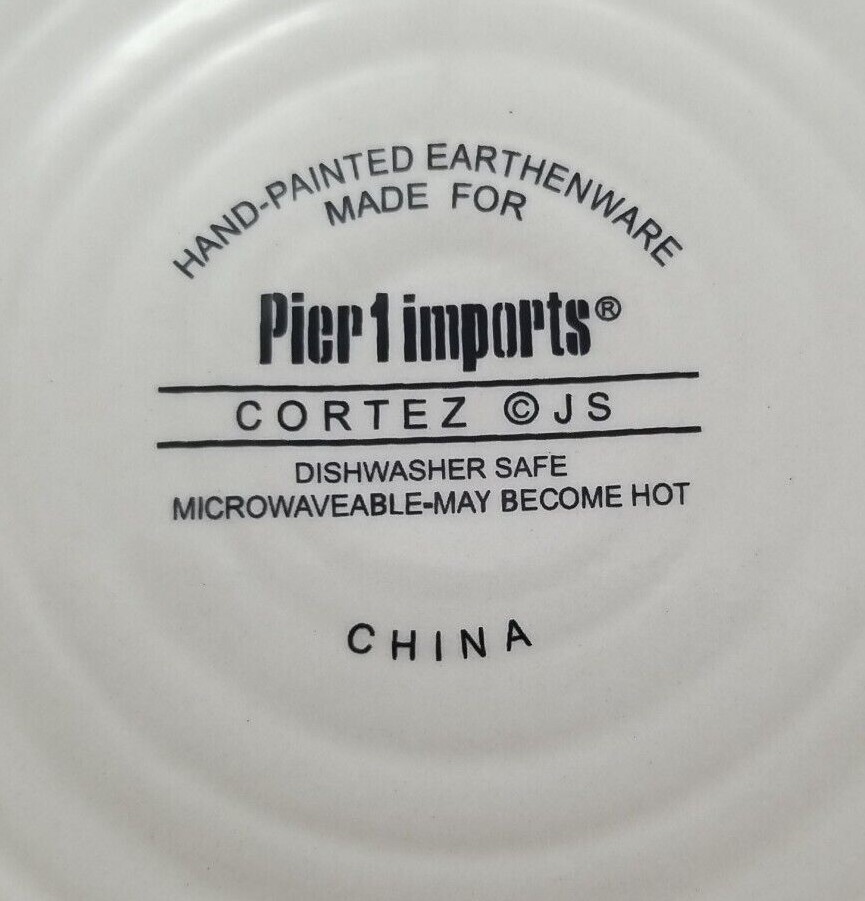 HAND-PAINTED EARTHENWARE
MADE FOR
Pier 1 imports®
CORTEZ © JS
DISHWASHER SAFE
MICROWAVEABLE-MAY BECOME HOT
CHINA